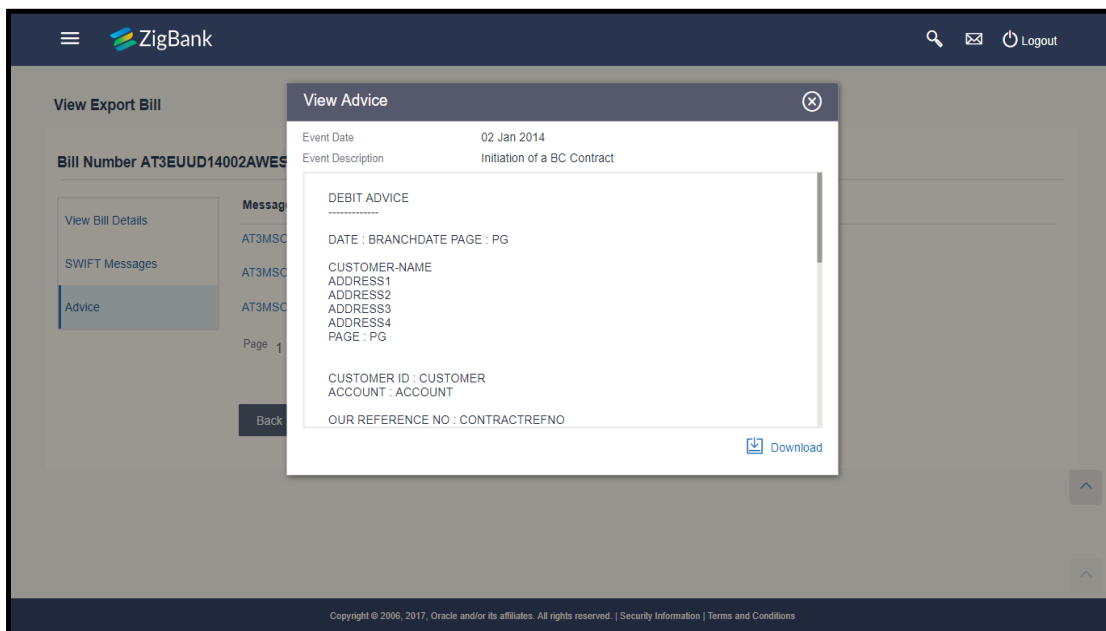 ZigBank
Logout
View Export Bill
Bill Number AT3EUUD14002AWES
View Bill Details
SWIFT Messages
Advice
Messag
AT3MSC
AT3MSC
AT3MSC
Page 1
Back
View Advice
Event Date 02 Jan 2014
Event Description Initiation of a BC Contract
DEBIT ADVICE
-------------
DATE : BRANCHDATE PAGE : PG
CUSTOMER-NAME
ADDRESS1
ADDRESS2
ADDRESS3
ADDRESS4
PAGE : PG
CUSTOMER ID : CUSTOMER
ACCOUNT : ACCOUNT
OUR REFERENCE NO : CONTRACTREFNO
Download
Copyright © 2006, 2017, Oracle and/or its affiliates. All rights reserved. | Security Information | Terms and Conditions